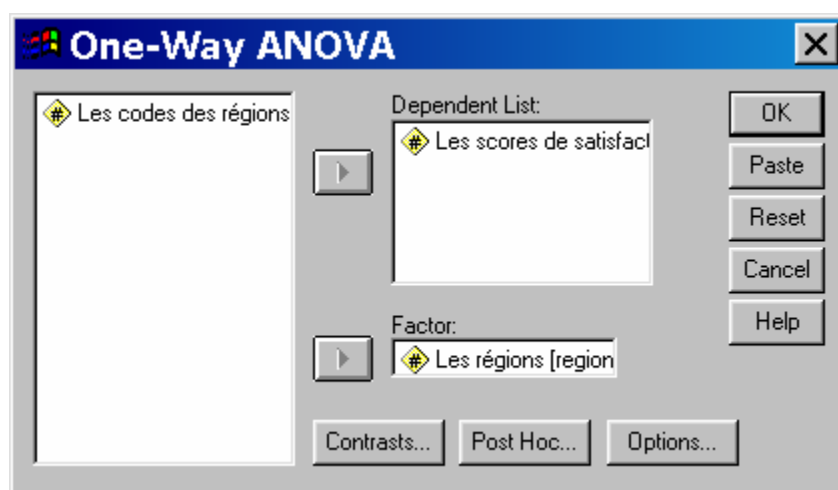 One-Way ANOVA
Les codes des régions
Dependent List:
Les scores de satisfact
Factor:
Les régions [region
OK
Paste
Reset
Cancel
Help
Contrasts...
Post Hoc...
Options...